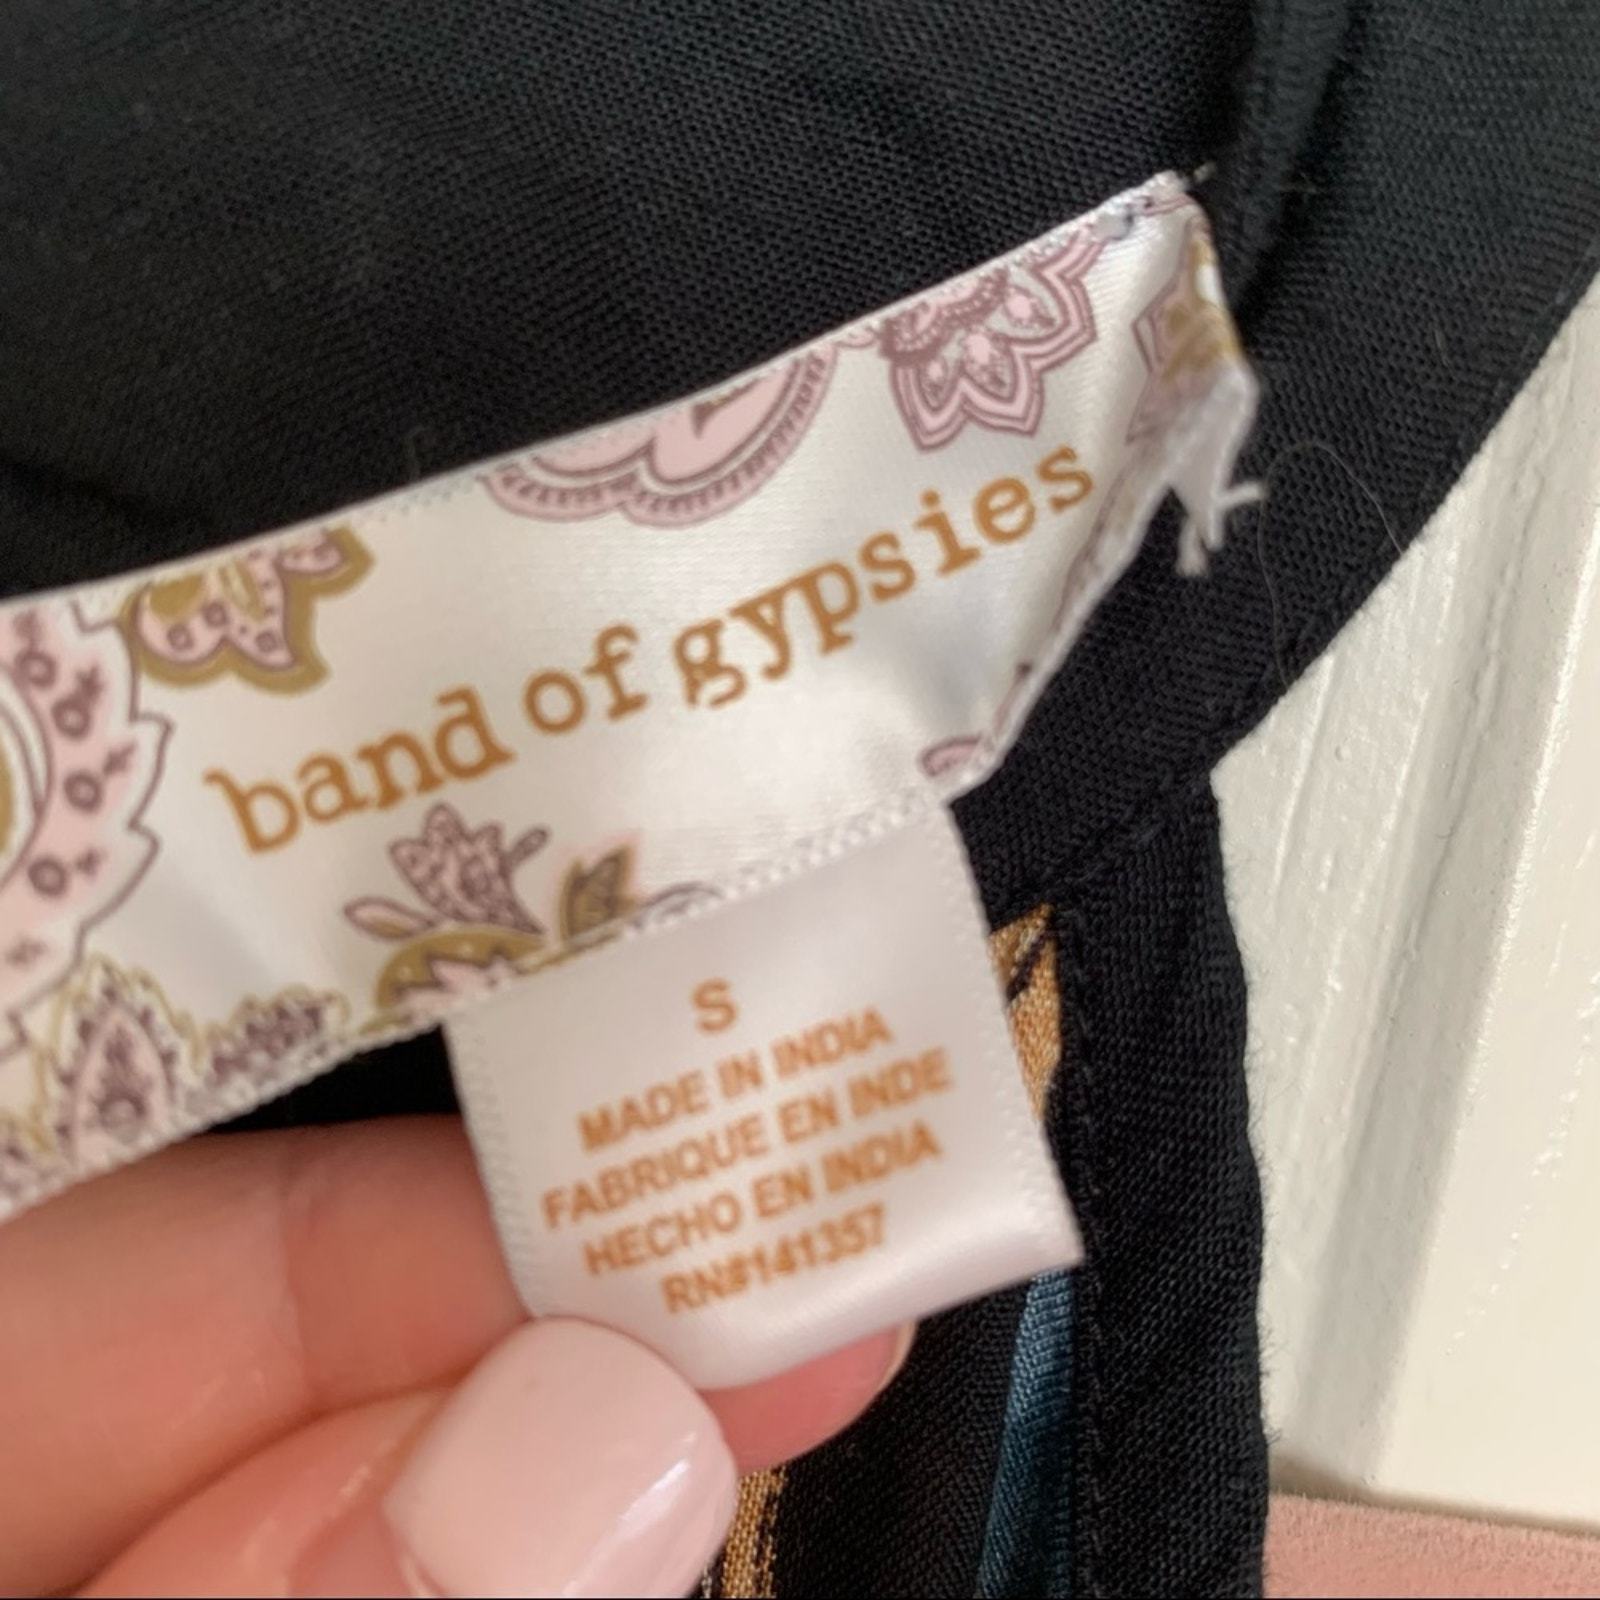 band of gypsies
S
MADE IN INDIA
FABRIQUE EN INDE
HECHO EN INDIA
RN#141357